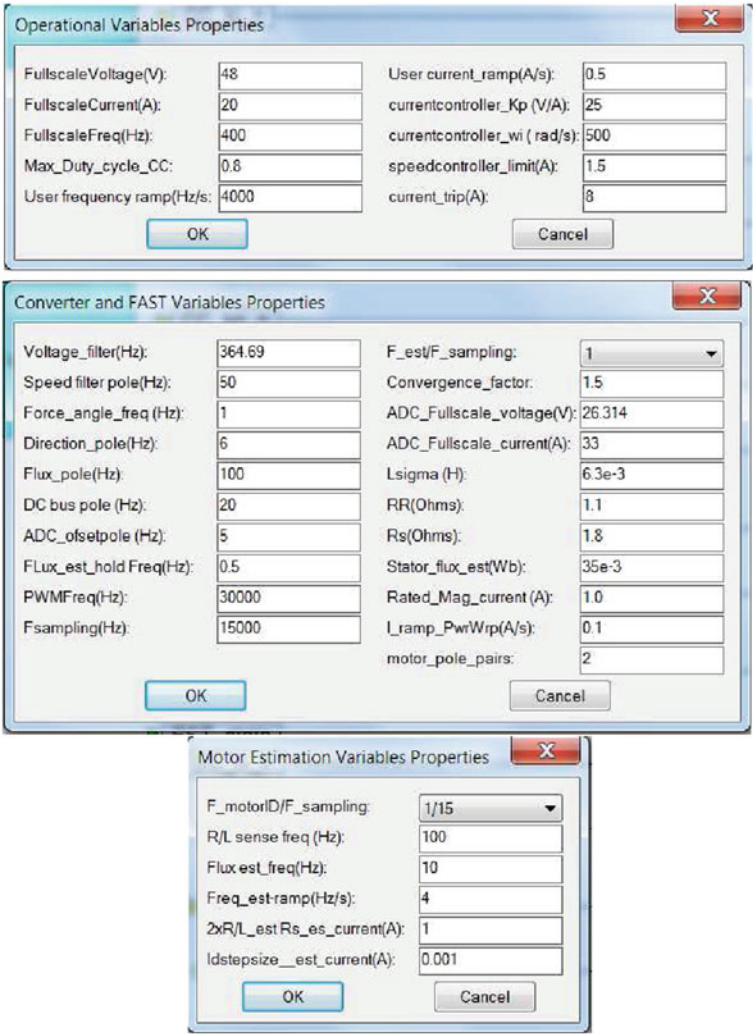 Operational Variables Properties
X
FullscaleVoltage(V): 48 User current_ramp(A/s): 0.5
FullscaleCurrent(A): 20 currentcontroller_Kp (V/A): 25
FullscaleFreq(Hz): 400 currentcontroller_wi ( rad/s): 500
Max_Duty_cycle_CC: 0.8 speedcontroller_limit(A): 1.5
User frequency ramp(Hz/s: 4000 current_trip(A): 8
OK Cancel
Converter and FAST Variables Properties
X
Voltage_filter(Hz): 364.69 F_est/F_sampling: 1
Speed filter pole(Hz): 50 Convergence_factor: 1.5
Force_angle_freq (Hz): 1 ADC_Fullscale_voltage(V): 26.314
Direction_pole(Hz): 6 ADC_Fullscale_current(A): 33
Flux_pole(Hz): 100 Lsigma (H): 6.3e-3
DC bus pole (Hz): 20 RR(Ohms): 1.1
ADC_ofsetpole (Hz): 5 Rs(Ohms): 1.8
FLux_est_hold Freq(Hz): 0.5 Stator_flux_est(Wb): 35e-3
PWMFreq(Hz): 30000 Rated_Mag_current (A): 1.0
Fsampling(Hz): 15000 I_ramp_PwrWrp(A/s): 0.1
motor_pole_pairs: 2
OK Cancel
Motor Estimation Variables Properties
X
F_motorID/F_sampling: 1/15
R/L sense freq (Hz): 100
Flux est_freq(Hz): 10
Freq_est-ramp(Hz/s): 4
2xR/L_est Rs_es_current(A): 1
Idstepsize__est_current(A): 0.001
OK Cancel